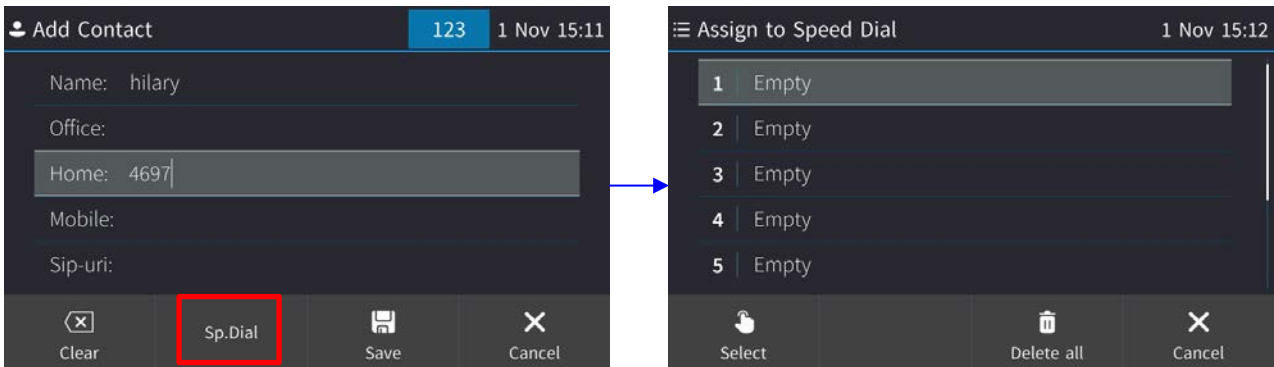 Add Contact 123 1 Nov 15:11
Name: hilary
Office:
Home: 4697
Mobile:
Sip-uri:
Clear Sp.Dial Save Cancel
Assign to Speed Dial 1 Nov 15:12
1 Empty
2 Empty
3 Empty
4 Empty
5 Empty
Select Delete all Cancel